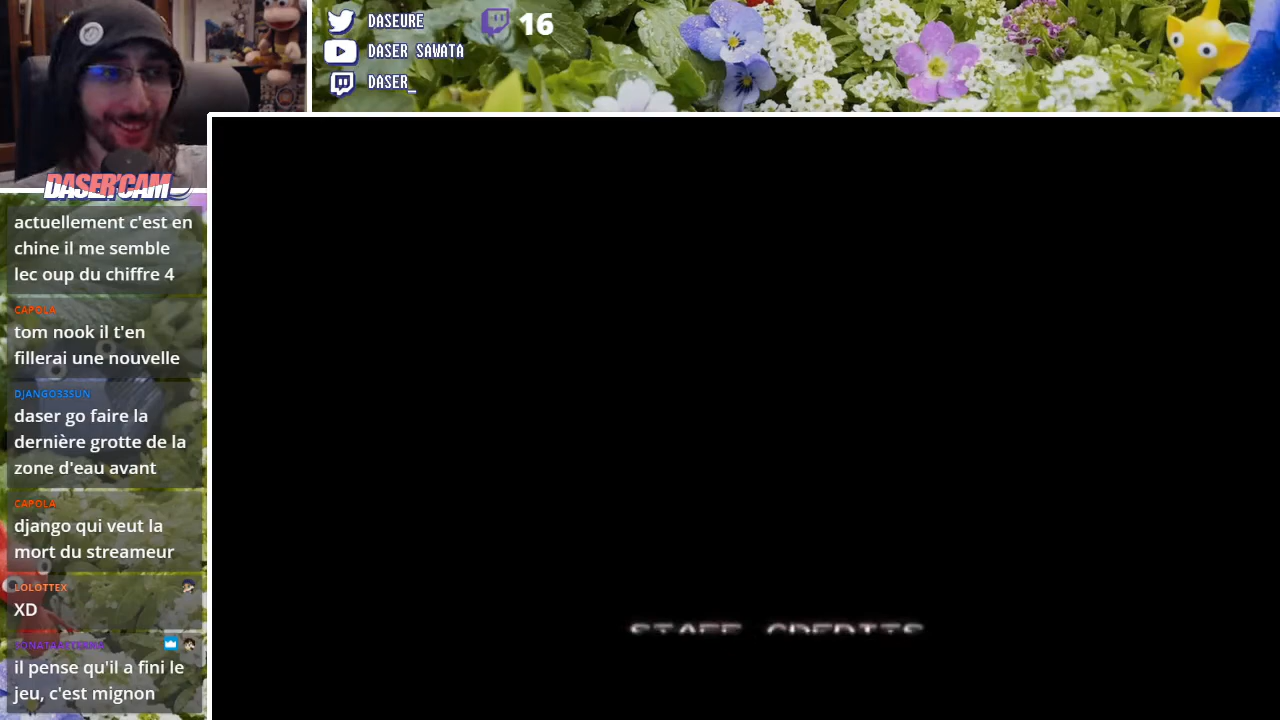 DASEURE
16
DASER SAWATA
DASER_
DASER'CAM
actuellement c'est en
chine il me semble
lec oup du chiffre 4
CAPOLA
tom nook il t'en
fillerai une nouvelle
DJANGO33SUN
daser go faire la
dernière grotte de la
zone d'eau avant
CAPOLA
django qui veut la
mort du streameur
LOLOTTEX
XD
il pense qu'il a fini le
jeu, c'est mignon
STAFF CREDITS